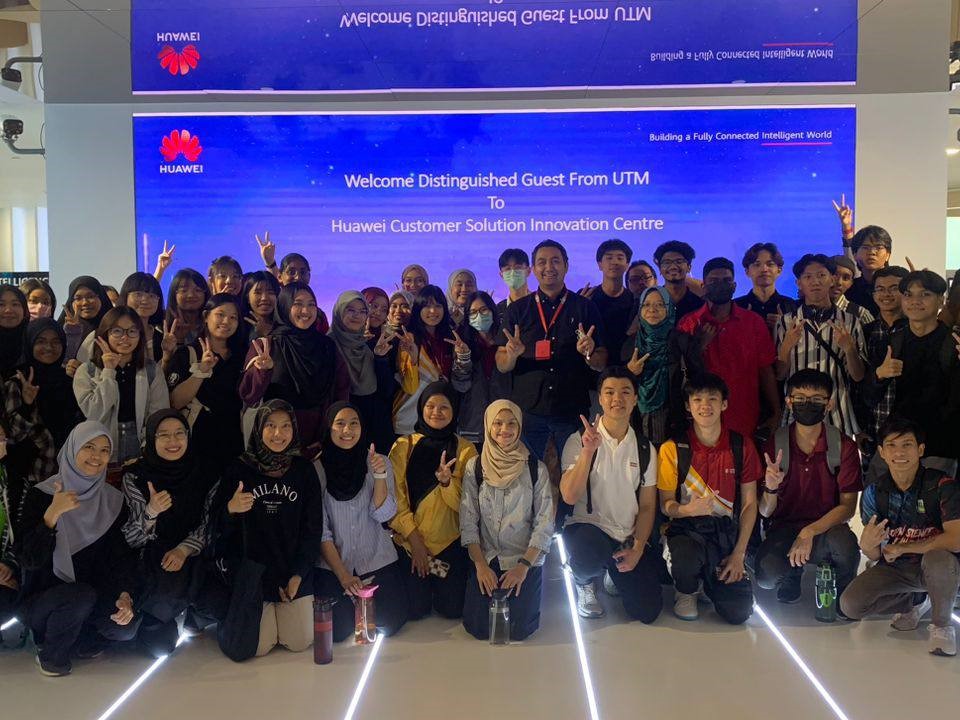 Welcome Distinguished Guest From UTM
HUAWEI
Building a Fully Connected Intelligent World
Building a Fully Connected Intelligent World
HUAWEI
Welcome Distinguished Guest From UTM
To
Huawei Customer Solution Innovation Centre
MILANO